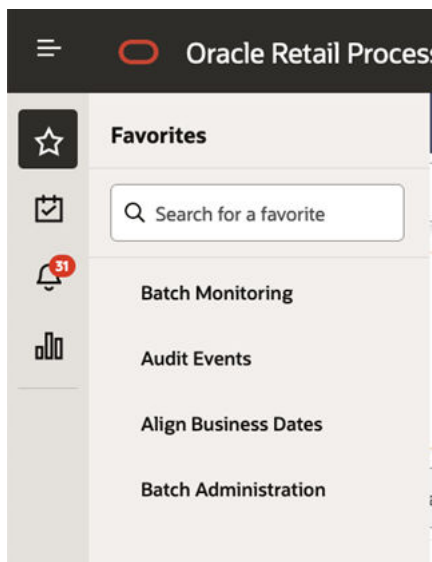 Oracle Retail Proces
Favorites
Search for a favorite
31
Batch Monitoring
Audit Events
Align Business Dates
Batch Administration